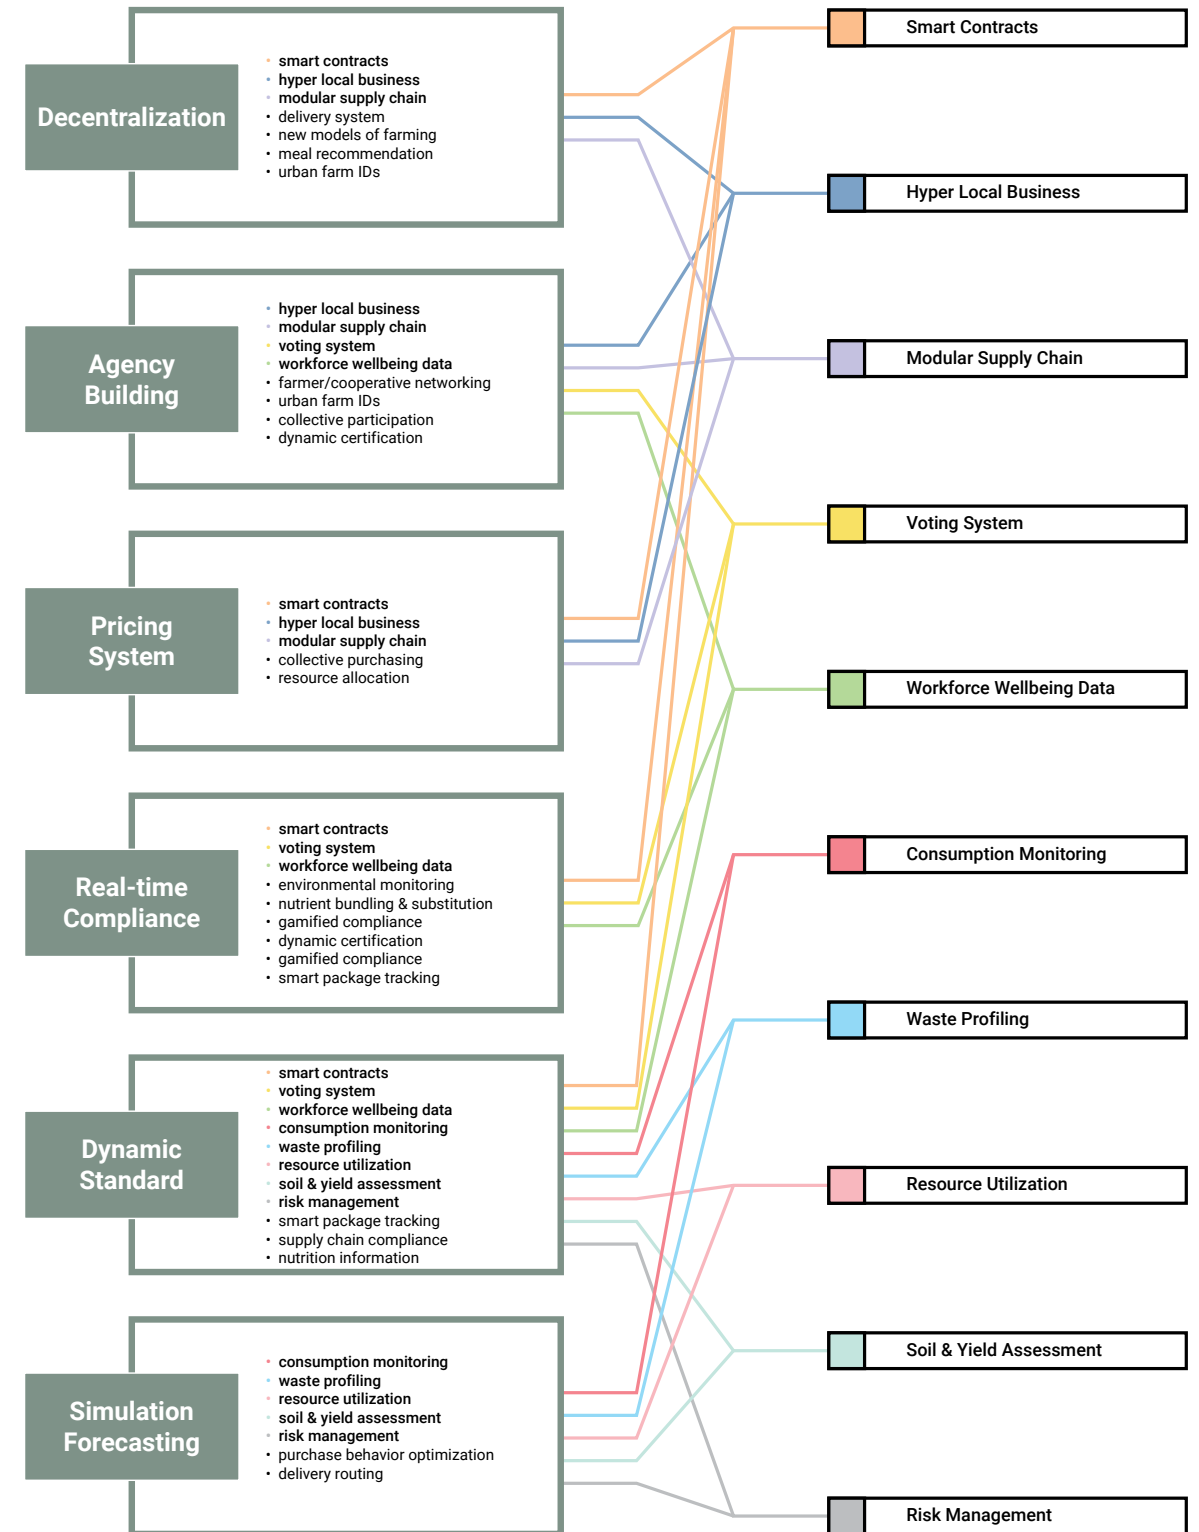 Decentralization
• smart contracts
• hyper local business
• modular supply chain
• delivery system
• new models of farming
• meal recommendation
• urban farm IDs
Agency
Building
• hyper local business
• modular supply chain
• voting system
• workforce wellbeing data
• farmer/cooperative networking
• urban farm IDs
• collective participation
• dynamic certification
Pricing
System
• smart contracts
• hyper local business
• modular supply chain
• collective purchasing
• resource allocation
Real-time
Compliance
• smart contracts
• voting system
• workforce wellbeing data
• environmental monitoring
• nutrient bundling & substitution
• gamified compliance
• dynamic certification
• gamified compliance
• smart package tracking
Dynamic
Standard
• smart contracts
• voting system
• workforce wellbeing data
• consumption monitoring
• waste profiling
• resource utilization
• soil & yield assessment
• risk management
• smart package tracking
• supply chain compliance
• nutrition information
Simulation
Forecasting
• consumption monitoring
• waste profiling
• resource utilization
• soil & yield assessment
• risk management
• purchase behavior optimization
• delivery routing
Smart Contracts
Hyper Local Business
Modular Supply Chain
Voting System
Workforce Wellbeing Data
Consumption Monitoring
Waste Profiling
Resource Utilization
Soil & Yield Assessment
Risk Management